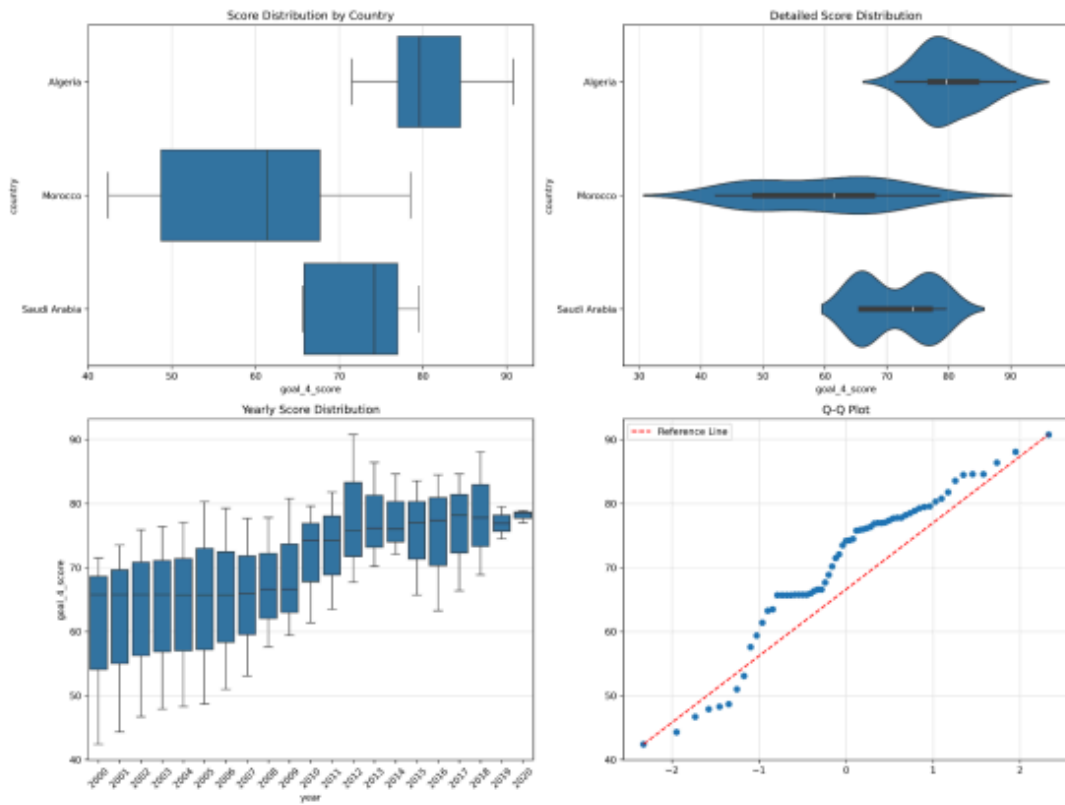 Score Distribution by Country
Algeria
Morocco
Saudi Arabia
country
40 50 60 70 80 90
goal_4_score
Detailed Score Distribution
Algeria
Morocco
Saudi Arabia
country
30 40 50 60 70 80 90
goal_4_score
Yearly Score Distribution
90
80
70
60
50
40
goal_4_score
2000 2001 2002 2003 2004 2005 2006 2007 2008 2009 2010 2011 2012 2013 2014 2015 2016 2017 2018 2019 2020
year
Q-Q Plot
Reference Line
90
80
70
60
50
40
−2 −1 0 1 2